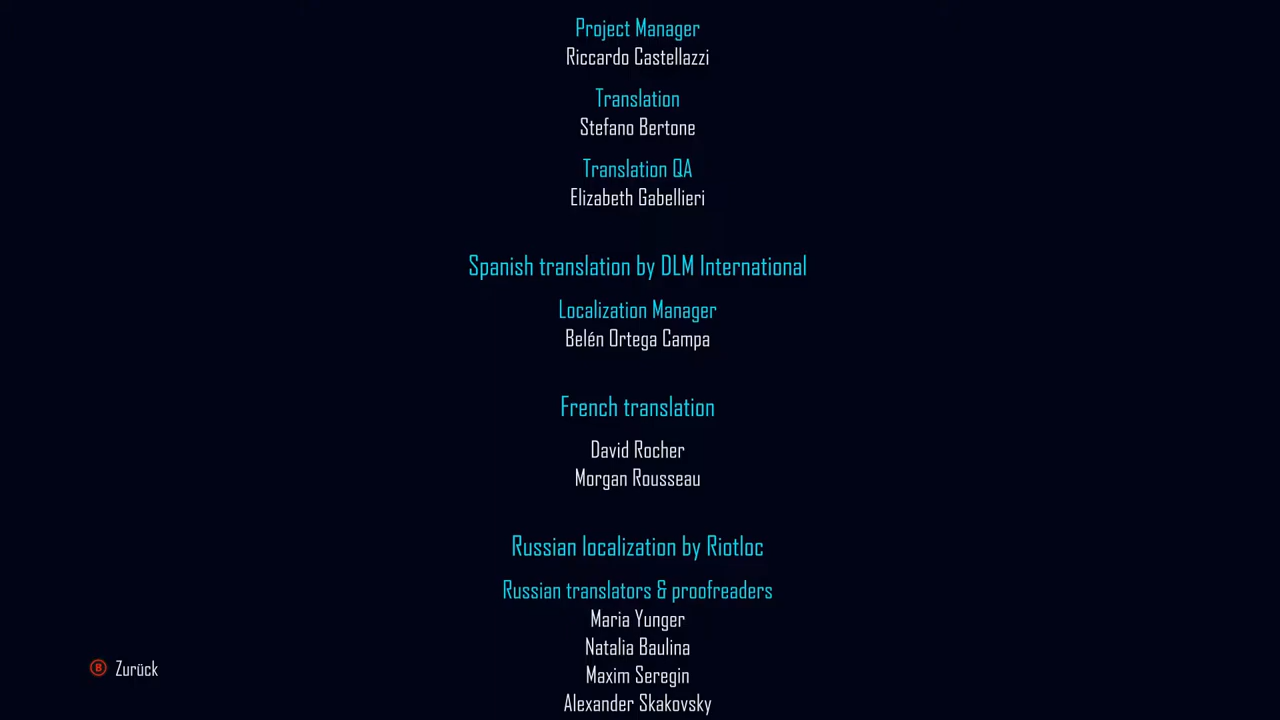 Project Manager
Riccardo Castellazzi
Translation
Stefano Bertone
Translation QA
Elizabeth Gabellieri
Spanish translation by DLM International
Localization Manager
Belén Ortega Campa
French translation
David Rocher
Morgan Rousseau
Russian localization by Riotloc
Russian translators & proofreaders
Maria Yunger
Natalia Baulina
Maxim Seregin
Alexander Skakovsky
B Zurück